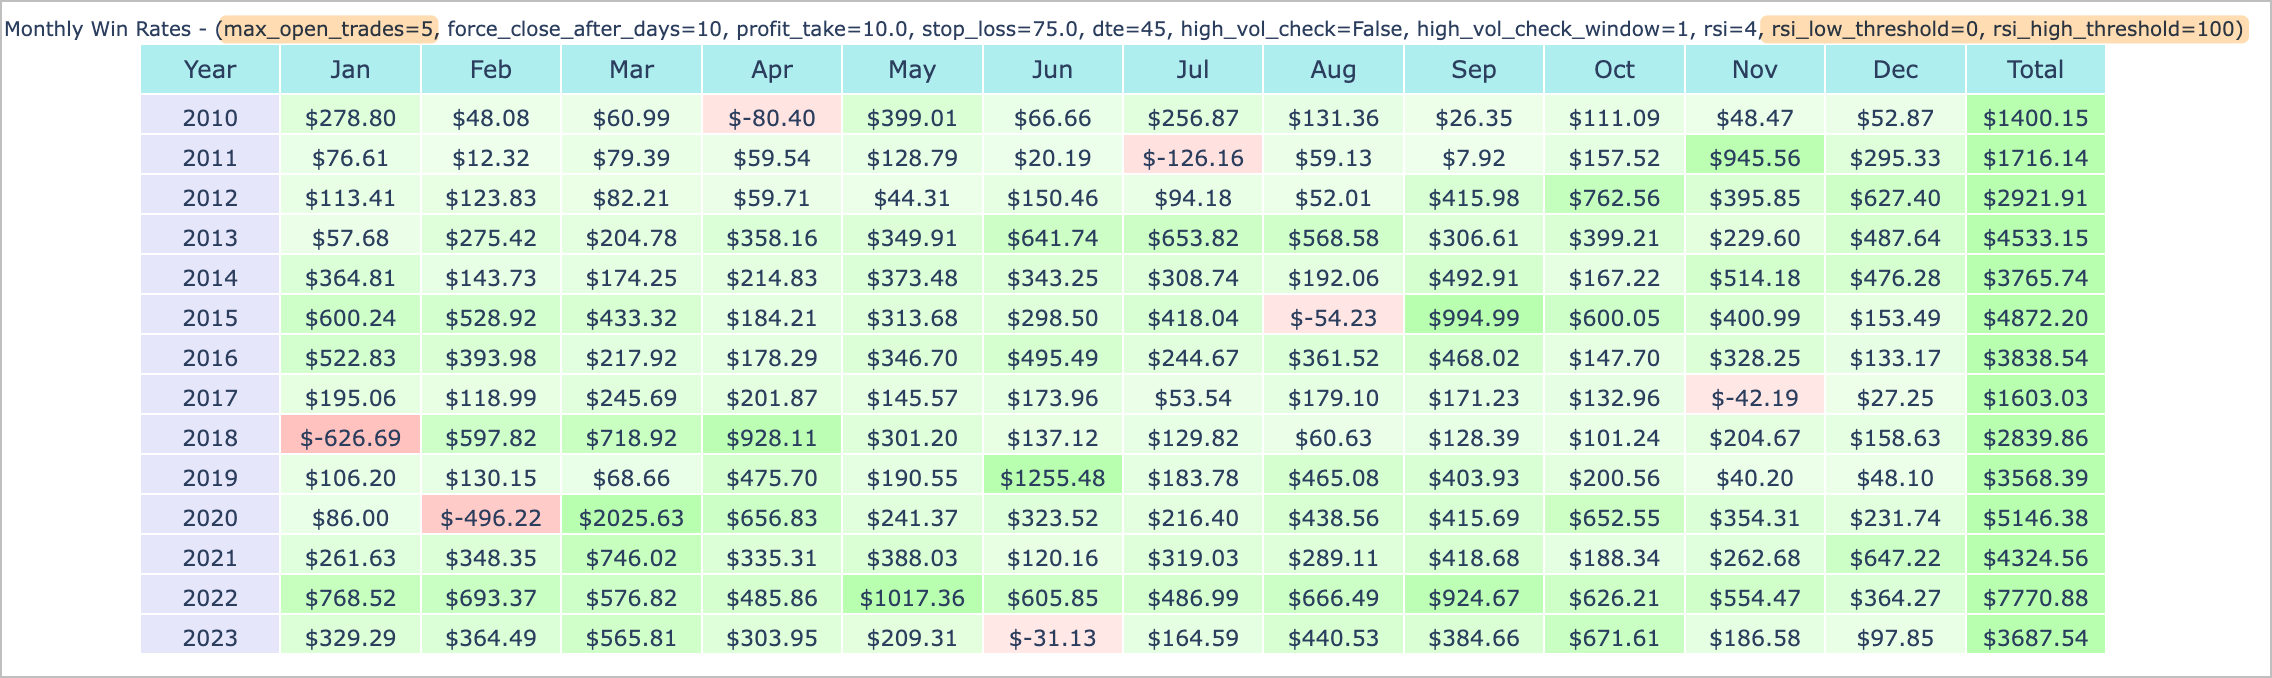 Monthly Win Rates - (max_open_trades=5, force_close_after_days=10, profit_take=10.0, stop_loss=75.0, dte=45, high_vol_check=False, high_vol_check_window=1, rsi=4, rsi_low_threshold=0, rsi_high_threshold=100)
Year Jan Feb Mar Apr May Jun Jul Aug Sep Oct Nov Dec Total
2010 $278.80 $48.08 $60.99 $-80.40 $399.01 $66.66 $256.87 $131.36 $26.35 $111.09 $48.47 $52.87 $1400.15
2011 $76.61 $12.32 $79.39 $59.54 $128.79 $20.19 $-126.16 $59.13 $7.92 $157.52 $945.56 $295.33 $1716.14
2012 $113.41 $123.83 $82.21 $59.71 $44.31 $150.46 $94.18 $52.01 $415.98 $762.56 $395.85 $627.40 $2921.91
2013 $57.68 $275.42 $204.78 $358.16 $349.91 $641.74 $653.82 $568.58 $306.61 $399.21 $229.60 $487.64 $4533.15
2014 $364.81 $143.73 $174.25 $214.83 $373.48 $343.25 $308.74 $192.06 $492.91 $167.22 $514.18 $476.28 $3765.74
2015 $600.24 $528.92 $433.32 $184.21 $313.68 $298.50 $418.04 $-54.23 $994.99 $600.05 $400.99 $153.49 $4872.20
2016 $522.83 $393.98 $217.92 $178.29 $346.70 $495.49 $244.67 $361.52 $468.02 $147.70 $328.25 $133.17 $3838.54
2017 $195.06 $118.99 $245.69 $201.87 $145.57 $173.96 $53.54 $179.10 $171.23 $132.96 $-42.19 $27.25 $1603.03
2018 $-626.69 $597.82 $718.92 $928.11 $301.20 $137.12 $129.82 $60.63 $128.39 $101.24 $204.67 $158.63 $2839.86
2019 $106.20 $130.15 $68.66 $475.70 $190.55 $1255.48 $183.78 $465.08 $403.93 $200.56 $40.20 $48.10 $3568.39
2020 $86.00 $-496.22 $2025.63 $656.83 $241.37 $323.52 $216.40 $438.56 $415.69 $652.55 $354.31 $231.74 $5146.38
2021 $261.63 $348.35 $746.02 $335.31 $388.03 $120.16 $319.03 $289.11 $418.68 $188.34 $262.68 $647.22 $4324.56
2022 $768.52 $693.37 $576.82 $485.86 $1017.36 $605.85 $486.99 $666.49 $924.67 $626.21 $554.47 $364.27 $7770.88
2023 $329.29 $364.49 $565.81 $303.95 $209.31 $-31.13 $164.59 $440.53 $384.66 $671.61 $186.58 $97.85 $3687.54